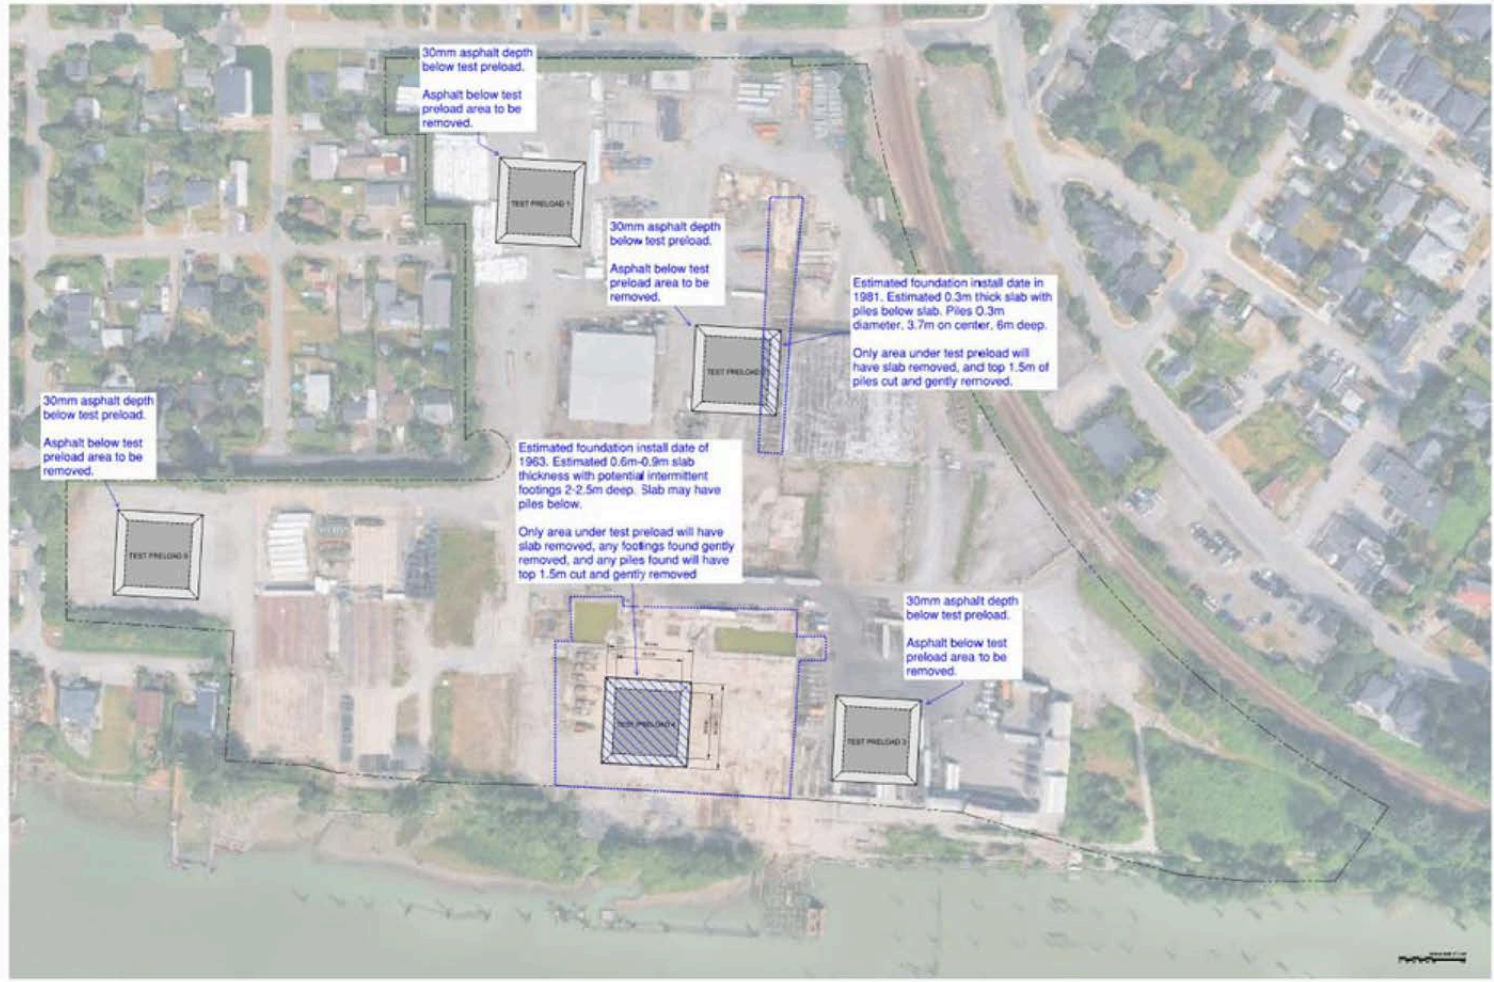 30mm asphalt depth
below test preload.
Asphalt below test
preload area to be
removed.
TEST PRELOAD 1
30mm asphalt depth
below test preload.
Asphalt below test
preload area to be
removed.
TEST PRELOAD
Estimated foundation install date in
1981. Estimated 0.3m thick slab with
piles below slab. Piles 0.3m
diameter, 3.7m on center, 6m deep.
Only area under test preload will
have slab removed, and top 1.5m of
piles cut and gently removed.
30mm asphalt depth
below test preload.
Asphalt below test
preload area to be
removed.
TEST PRELOAD 5
Estimated foundation install date of
1963. Estimated 0.6m-0.9m slab
thickness with potential intermittent
footings 2-2.5m deep. Slab may have
piles below.
Only area under test preload will have
slab removed, any footings found gently
removed, and any piles found will have
top 1.5m cut and gently removed
TEST PRELOAD 4
30mm asphalt depth
below test preload.
Asphalt below test
preload area to be
removed.
TEST PRELOAD 3